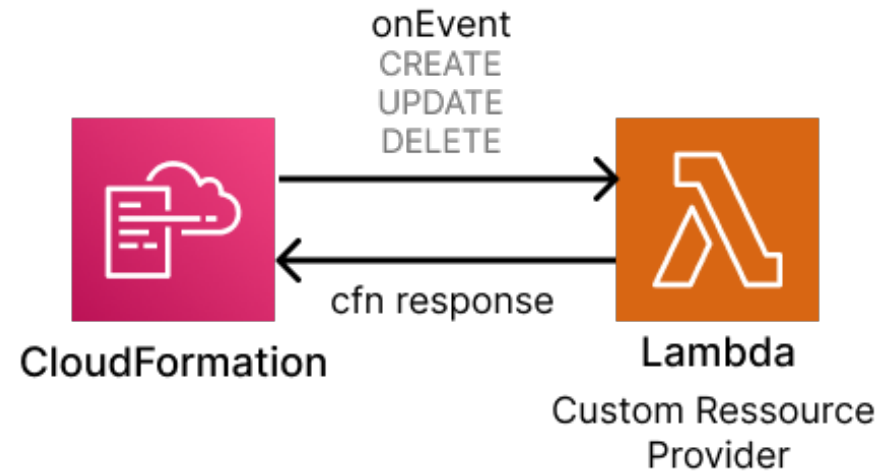 onEvent
CREATE
UPDATE
DELETE
cfn response
CloudFormation
Lambda
Custom Ressource
Provider